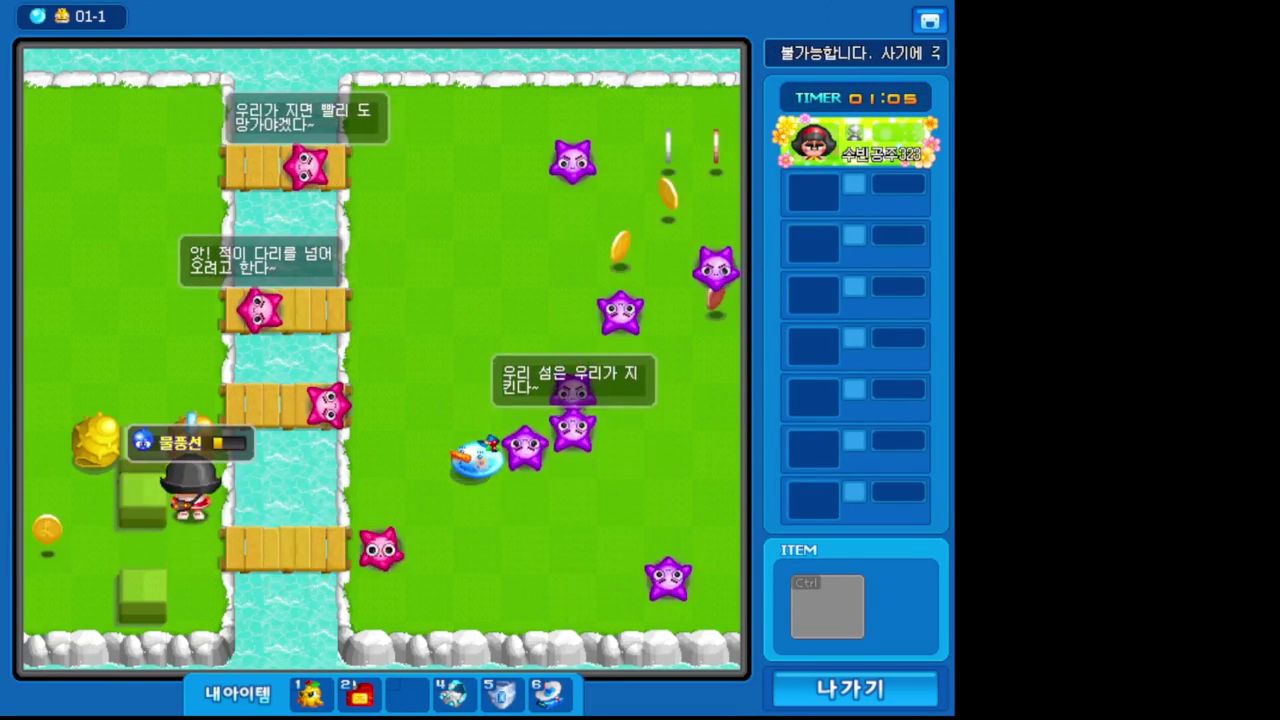 01-1
불가능합니다. 사기에
TIMER 01:05
수빈공주323
우리가 지면 빨리 도
망가야겠다~
앗! 적이 다리를 넘어
오려고 한다~
우리 섬은 우리가 지
킨다~
물풍선
ITEM
Ctrl
내아이템
1
2
4
5
6
나가기